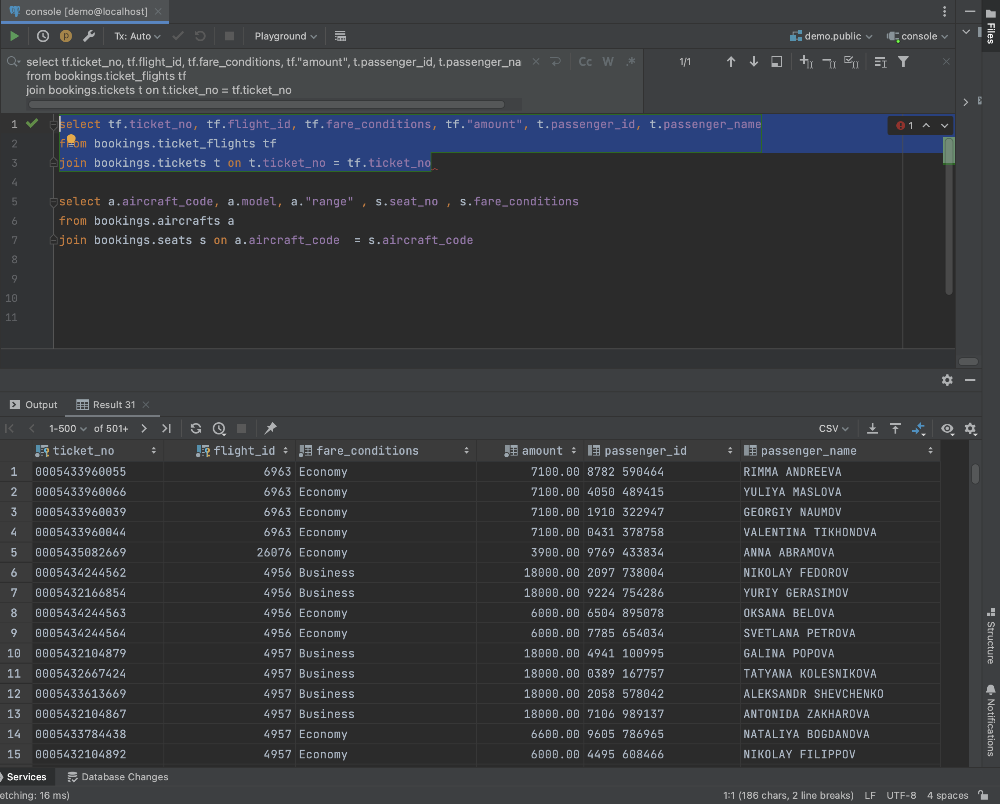 console [demo@localhost]
Tx: Auto Playground demo.public console
select tf.ticket_no, tf.flight_id, tf.fare_conditions, tf."amount", t.passenger_id, t.passenger_na
from bookings.ticket_flights tf
join bookings.tickets t on t.ticket_no = tf.ticket_no
Cc W .* 1/1
1 select tf.ticket_no, tf.flight_id, tf.fare_conditions, tf."amount", t.passenger_id, t.passenger_name
1
2 from bookings.ticket_flights tf
3 join bookings.tickets t on t.ticket_no = tf.ticket_no
4
5 select a.aircraft_code, a.model, a."range" , s.seat_no , s.fare_conditions
6 from bookings.aircrafts a
7 join bookings.seats s on a.aircraft_code  = s.aircraft_code
8
9
10
11
Output Result 31
1-500 of 501+ CSV
ticket_no flight_id fare_conditions amount passenger_id passenger_name
1 0005433960055 6963 Economy 7100.00 8782 590464 RIMMA ANDREEVA
2 0005433960066 6963 Economy 7100.00 4050 489415 YULIYA MASLOVA
3 0005433960039 6963 Economy 7100.00 1910 322947 GEORGIY NAUMOV
4 0005433960044 6963 Economy 7100.00 0431 378758 VALENTINA TIKHONOVA
5 0005435082669 26076 Economy 3900.00 9769 433834 ANNA ABRAMOVA
6 0005434244562 4956 Business 18000.00 2097 738004 NIKOLAY FEDOROV
7 0005432166854 4956 Business 18000.00 9224 754286 YURIY GERASIMOV
8 0005434244563 4956 Economy 6000.00 6504 895078 OKSANA BELOVA
9 0005434244564 4956 Economy 6000.00 7785 654034 SVETLANA PETROVA
10 0005432104879 4957 Business 18000.00 4941 100995 GALINA POPOVA
11 0005432667424 4957 Business 18000.00 0389 167757 TATYANA KOLESNIKOVA
12 0005433613669 4957 Business 18000.00 2058 578042 ALEKSANDR SHEVCHENKO
13 0005432104867 4957 Business 18000.00 7106 989137 ANTONIDA ZAKHAROVA
14 0005433784438 4957 Economy 6600.00 9605 786965 NATALIYA BOGDANOVA
15 0005432104892 4957 Economy 6000.00 4495 608466 NIKOLAY FILIPPOV
Services Database Changes
etching: 16 ms)
1:1 (186 chars, 2 line breaks) LF UTF-8 4 spaces
Files
Structure
Notifications